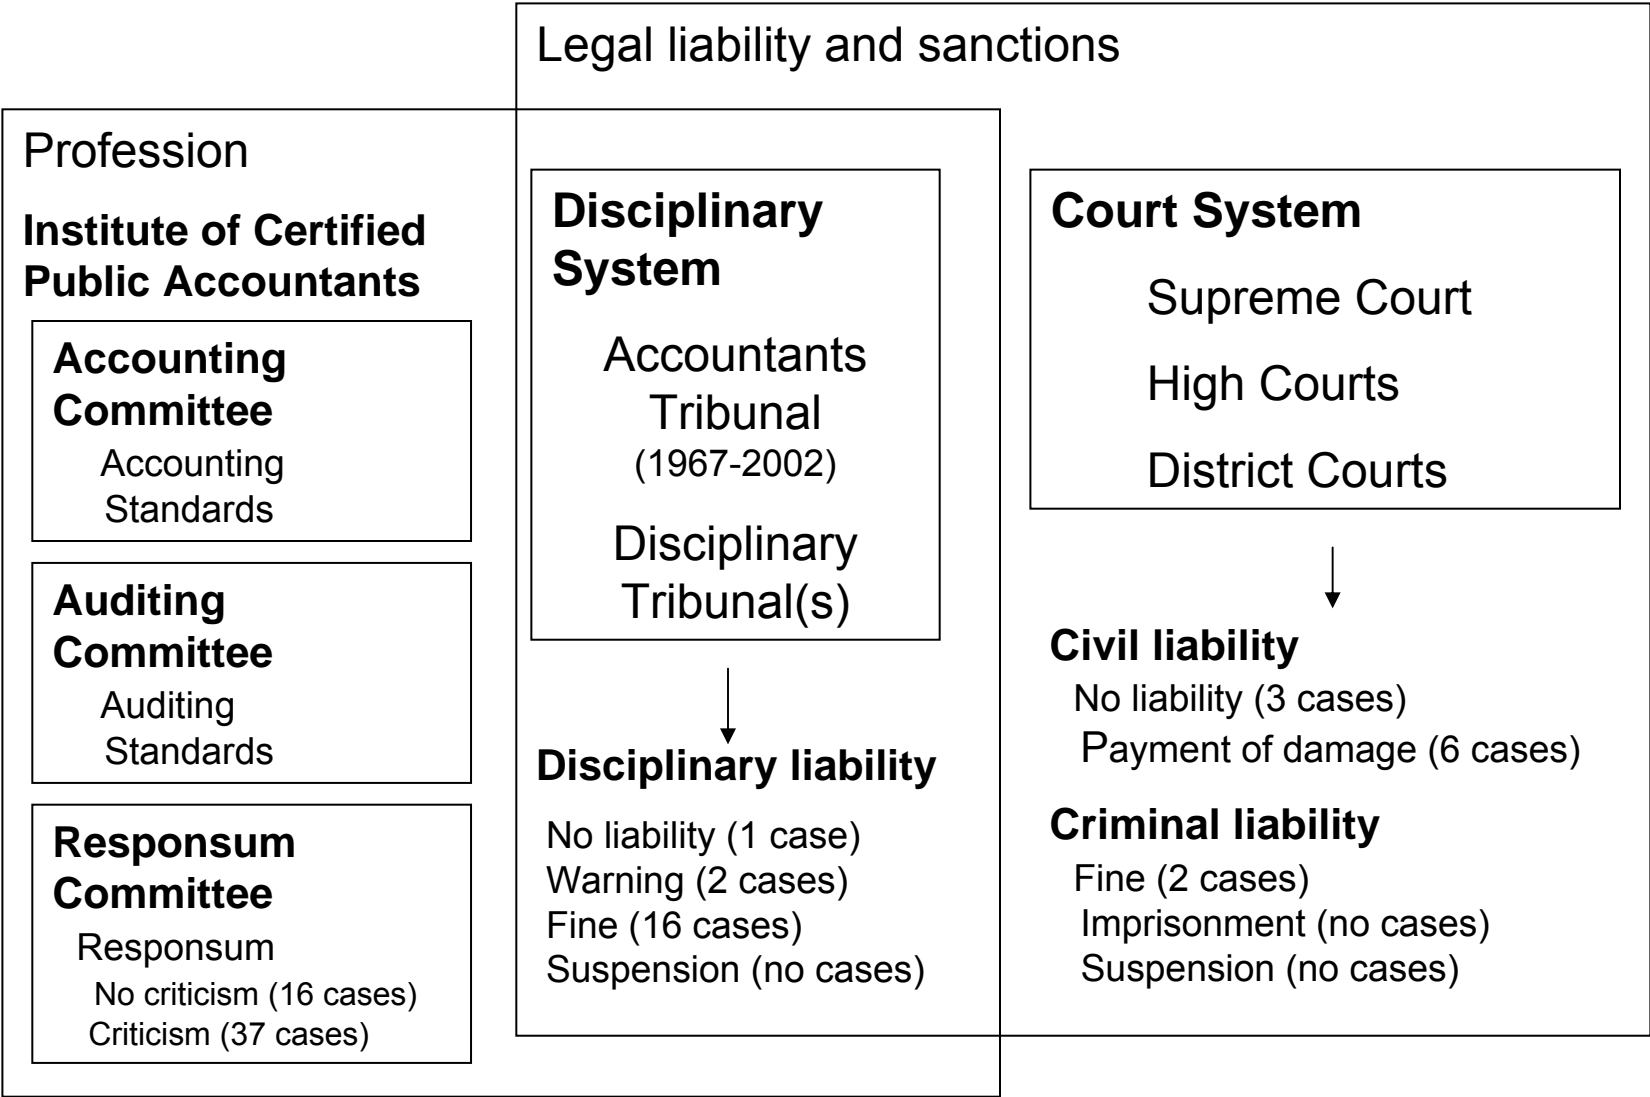 Legal liability and sanctions
Profession
Institute of Certified
Public Accountants
Accounting
Committee
Accounting
Standards
Auditing
Committee
Auditing
Standards
Responsum
Committee
Responsum
No criticism (16 cases)
Criticism (37 cases)
Disciplinary
System
Accountants
Tribunal
(1967-2002)
Disciplinary
Tribunal(s)
Disciplinary liability
No liability (1 case)
Warning (2 cases)
Fine (16 cases)
Suspension (no cases)
Court System
Supreme Court
High Courts
District Courts
Civil liability
No liability (3 cases)
Payment of damage (6 cases)
Criminal liability
Fine (2 cases)
Imprisonment (no cases)
Suspension (no cases)